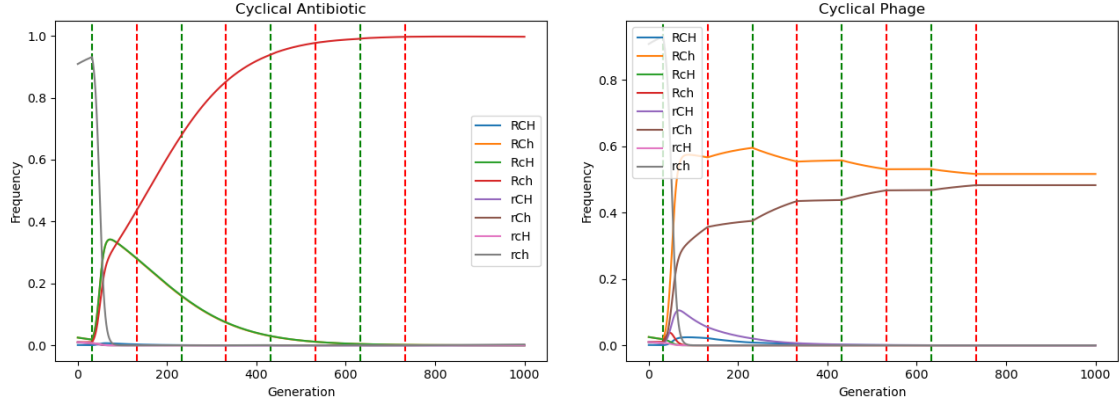 Cyclical Antibiotic
1.0
0.8
0.6
0.4
0.2
0.0
Frequency
0
200
400
600
800
1000
Generation
RCH
RCh
RcH
Rch
rCH
rCh
rcH
rch
Cyclical Phage
0.8
0.6
0.4
0.2
0.0
Frequency
0
200
400
600
800
1000
Generation
RCH
RCh
RcH
Rch
rCH
rCh
rcH
rch